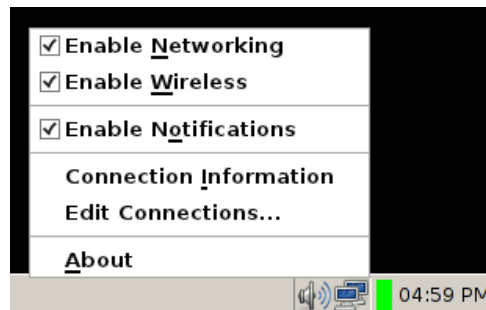 Enable Networking
Enable Wireless
Enable Notifications
Connection Information
Edit Connections...
About
04:59 PM